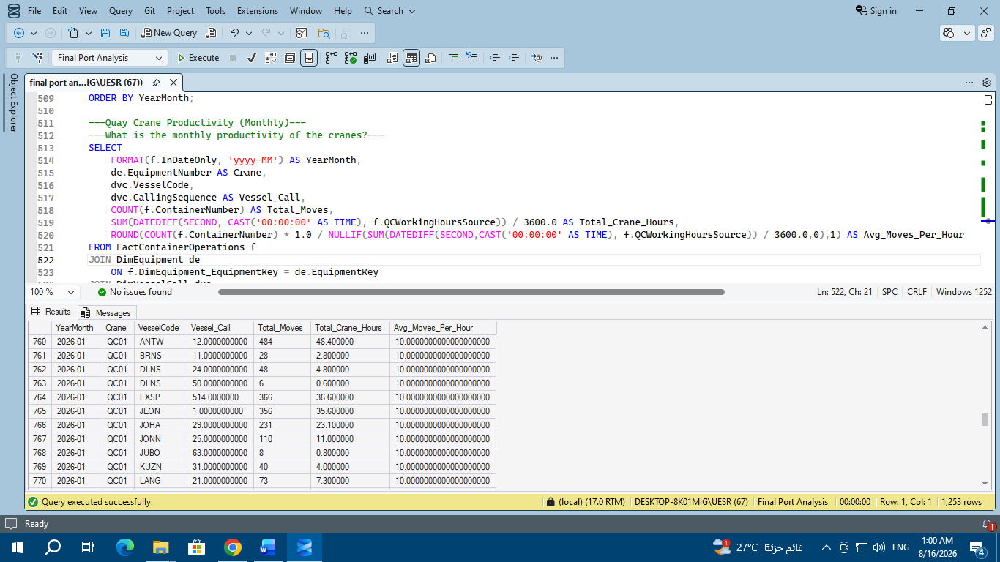 File Edit View Query Git Project Tools Extensions Window Help Search Sign in
New Query
Final Port Analysis Execute
Object Explorer
final port an...IG\UESR (67))
509 ORDER BY YearMonth;
510
511 ---Quay Crane Productivity (Monthly)---
512 ---What is the monthly productivity of the cranes?---
513 SELECT
514 FORMAT(f.InDateOnly, 'yyyy-MM') AS YearMonth,
515 de.EquipmentNumber AS Crane,
516 dvc.VesselCode,
517 dvc.CallingSequence AS Vessel_Call,
518 COUNT(f.ContainerNumber) AS Total_Moves,
519 SUM(DATEDIFF(SECOND, CAST('00:00:00' AS TIME), f.QCWorkingHoursSource)) / 3600.0 AS Total_Crane_Hours,
520 ROUND(COUNT(f.ContainerNumber) * 1.0 / NULLIF(SUM(DATEDIFF(SECOND,CAST('00:00:00' AS TIME), f.QCWorkingHoursSource)) / 3600.0,0),1) AS Avg_Moves_Per_Hour
521 FROM FactContainerOperations f
522 JOIN DimEquipment de
523 ON f.DimEquipment_EquipmentKey = de.EquipmentKey
100 % No issues found Ln: 522, Ch: 21 SPC CRLF Windows 1252
Results Messages
YearMonth Crane VesselCode Vessel_Call Total_Moves Total_Crane_Hours Avg_Moves_Per_Hour
760 2026-01 QC01 ANTW 12.0000000000 484 48.400000 10.0000000000000000000
761 2026-01 QC01 BRNS 11.0000000000 28 2.800000 10.0000000000000000000
762 2026-01 QC01 DLNS 24.0000000000 48 4.800000 10.0000000000000000000
763 2026-01 QC01 DLNS 50.0000000000 6 0.600000 10.0000000000000000000
764 2026-01 QC01 EXSP 514.0000000... 366 36.600000 10.0000000000000000000
765 2026-01 QC01 JEON 1.0000000000 356 35.600000 10.0000000000000000000
766 2026-01 QC01 JOHA 29.0000000000 231 23.100000 10.0000000000000000000
767 2026-01 QC01 JONN 25.0000000000 110 11.000000 10.0000000000000000000
768 2026-01 QC01 JUBO 63.0000000000 8 0.800000 10.0000000000000000000
769 2026-01 QC01 KUZN 31.0000000000 40 4.000000 10.0000000000000000000
770 2026-01 QC01 LANG 21.0000000000 73 7.300000 10.0000000000000000000
Query executed successfully. (local) (17.0 RTM) DESKTOP-8K01MIG\UESR (67) Final Port Analysis 00:00:00 Row: 1, Col: 1 1,253 rows
Ready 1
1 27°C غائم جزئيًا ENG 1:00 AM
8/16/2026 4